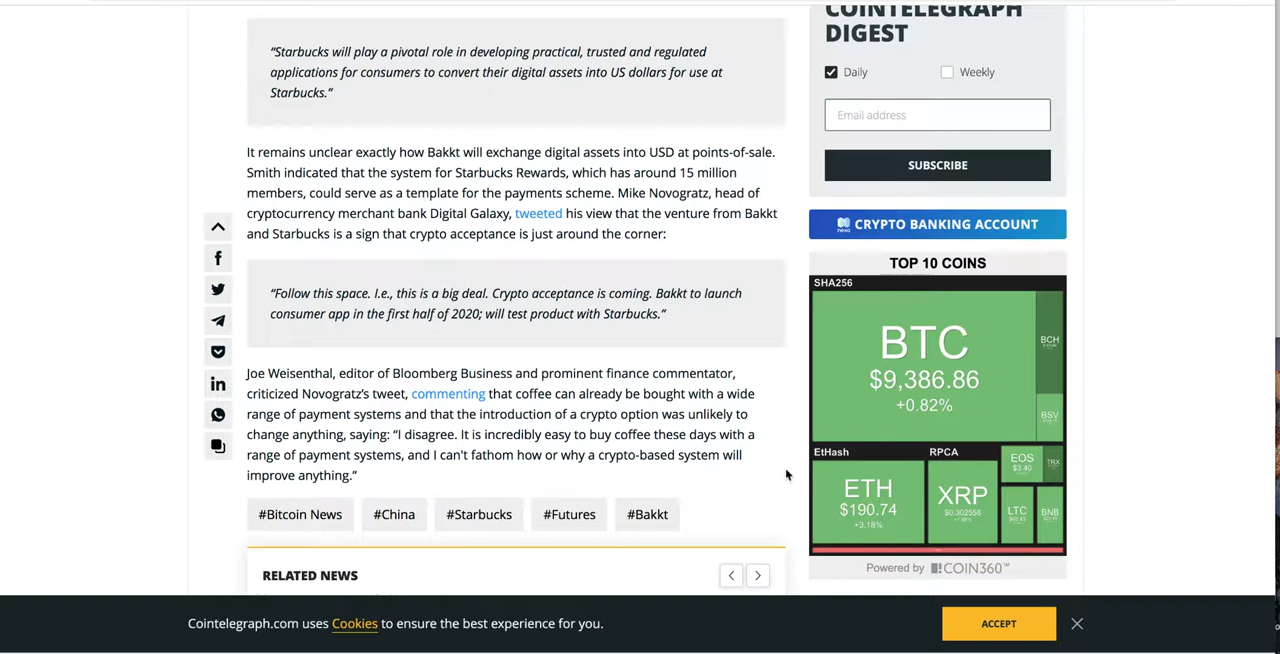 “Starbucks will play a pivotal role in developing practical, trusted and regulated
applications for consumers to convert their digital assets into US dollars for use at
Starbucks.”
It remains unclear exactly how Bakkt will exchange digital assets into USD at points-of-sale.
Smith indicated that the system for Starbucks Rewards, which has around 15 million
members, could serve as a template for the payments scheme. Mike Novogratz, head of
cryptocurrency merchant bank Digital Galaxy, tweeted his view that the venture from Bakkt
and Starbucks is a sign that crypto acceptance is just around the corner:
“Follow this space. I.e., this is a big deal. Crypto acceptance is coming. Bakkt to launch
consumer app in the first half of 2020; will test product with Starbucks.”
Joe Weisenthal, editor of Bloomberg Business and prominent finance commentator,
criticized Novogratz’s tweet, commenting that coffee can already be bought with a wide
range of payment systems and that the introduction of a crypto option was unlikely to
change anything, saying: “I disagree. It is incredibly easy to buy coffee these days with a
range of payment systems, and I can't fathom how or why a crypto-based system will
improve anything.”
#Bitcoin News #China #Starbucks #Futures #Bakkt
RELATED NEWS
COINTELEGRAPH
DIGEST
Daily Weekly
Email address
SUBSCRIBE
nexo CRYPTO BANKING ACCOUNT
TOP 10 COINS
SHA256
BTC
$9,386.86
+0.82%
BCH
BSV
EtHash
ETH
$190.74
+3.18%
RPCA
XRP
$0.302558
EOS
$3.40
TRX
LTC
BNB
Powered by COIN360™
Cointelegraph.com uses Cookies to ensure the best experience for you.
ACCEPT